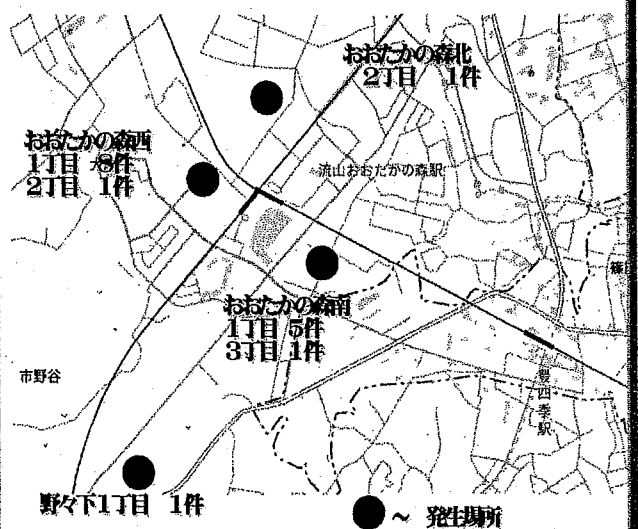 おおたかの森北
2丁目 1件
おおたかの森西
1丁目 8件
2丁目 1件
流山おおたかの森駅
おおたかの森南
1丁目 5件
3丁目 1件
市野谷
豊四季駅
野々下1丁目 1件
～ 発生場所